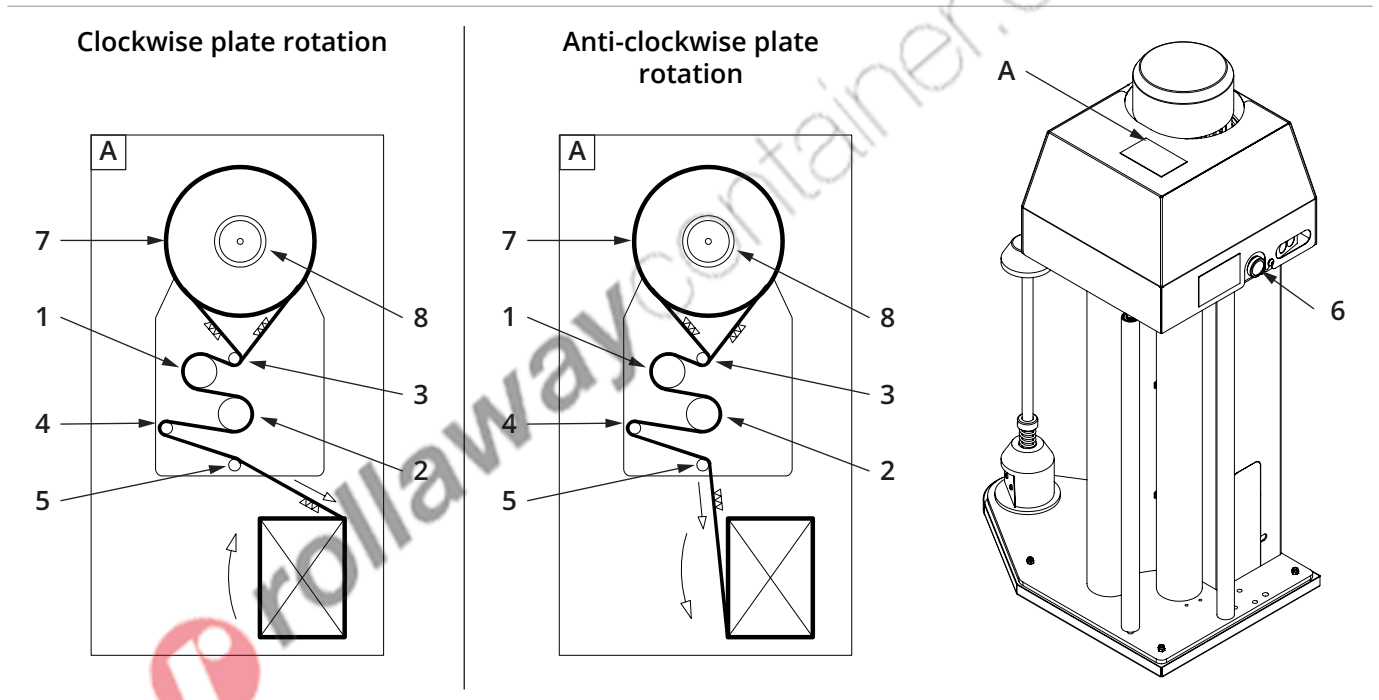 Clockwise plate rotation
Anti-clockwise plate
rotation
A
A
A
7
8
1
3
4
2
5
7
8
1
3
4
2
5
6
rollawaycontainer.